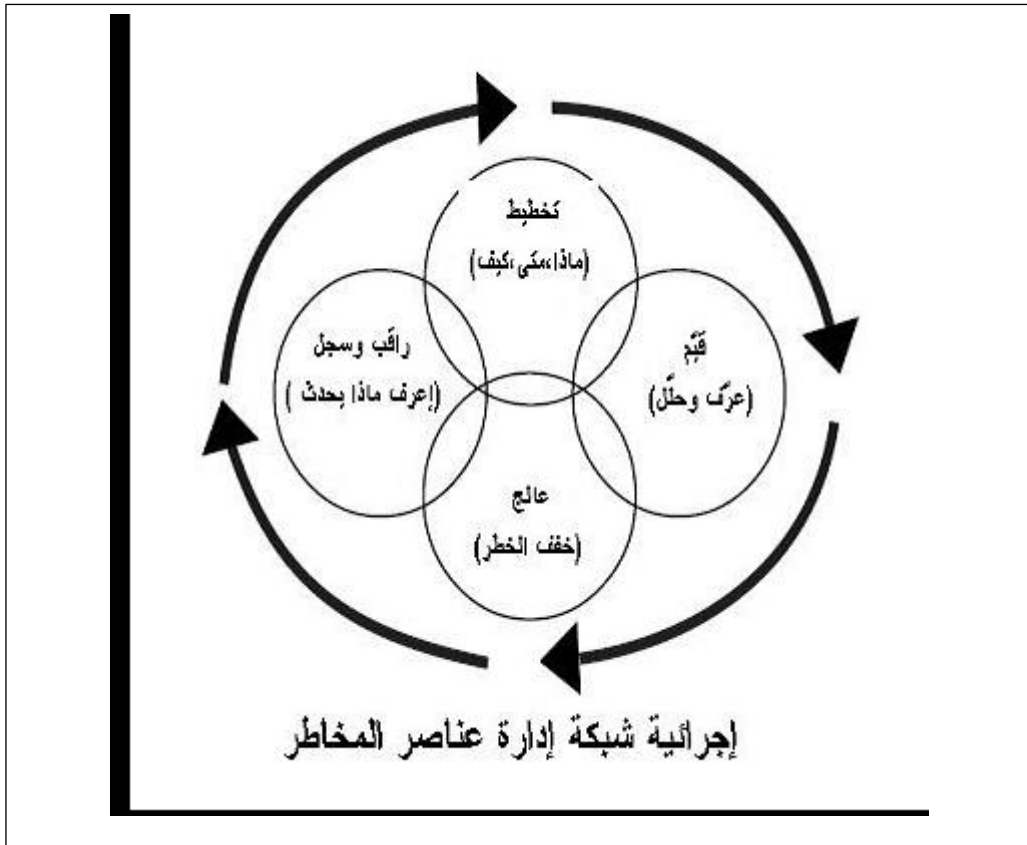 تخطيط
(ماذا،متى،كيف)
قيّم
(عرّف وحلّل)
عالج
(خفف الخطر)
راقب وسجل
(إعرف ماذا يحدث )
إجرائية شبكة إدارة عناصر المخاطر